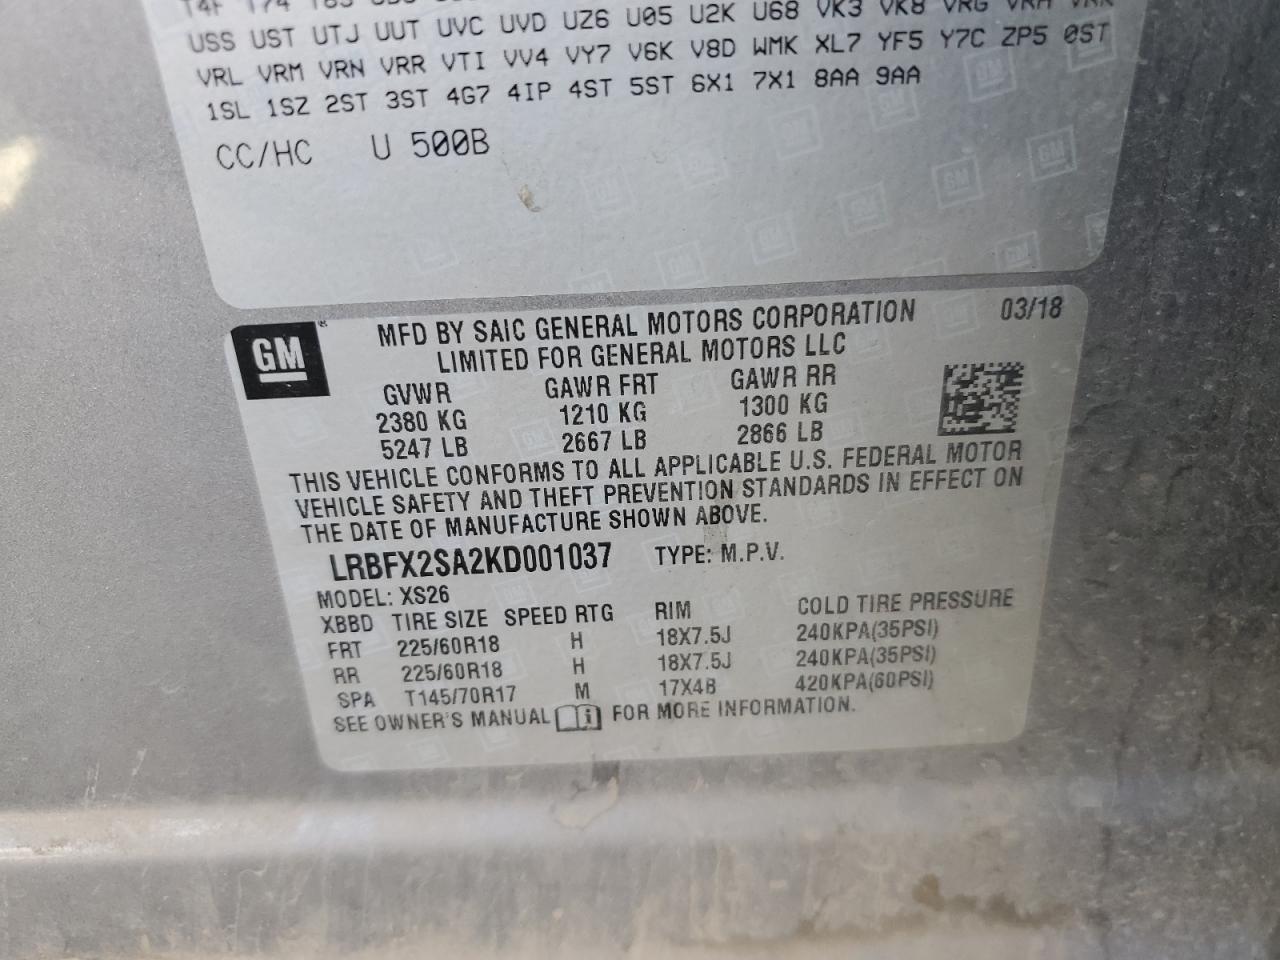 T4F T74
USS UST UTJ UUT UVC UVD UZ6 U05 U2K U68 VK3 VK8 VRG VRH VRK
VRL VRM VRN VRR VTI VV4 VY7 V6K V8D WMK XL7 YF5 Y7C ZP5 0ST
1SL 1SZ 2ST 3ST 4G7 4IP 4ST 5ST 6X1 7X1 8AA 9AA
CC/HC U 500B
GM®
MFD BY SAIC GENERAL MOTORS CORPORATION 03/18
LIMITED FOR GENERAL MOTORS LLC
GVWR GAWR FRT GAWR RR
2380 KG 1210 KG 1300 KG
5247 LB 2667 LB 2866 LB
THIS VEHICLE CONFORMS TO ALL APPLICABLE U.S. FEDERAL MOTOR
VEHICLE SAFETY AND THEFT PREVENTION STANDARDS IN EFFECT ON
THE DATE OF MANUFACTURE SHOWN ABOVE.
LRBFX2SA2KD001037 TYPE: M.P.V.
MODEL: XS26
XBBD TIRE SIZE SPEED RTG RIM COLD TIRE PRESSURE
FRT 225/60R18 H 18X7.5J 240KPA(35PSI)
RR 225/60R18 H 18X7.5J 240KPA(35PSI)
SPA T145/70R17 M 17X4B 420KPA(60PSI)
SEE OWNER'S MANUAL FOR MORE INFORMATION.